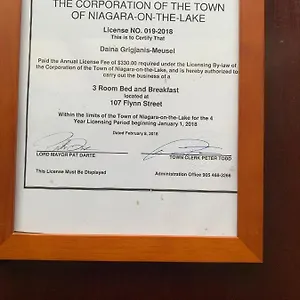 THE CORPORATION OF THE TOWN
OF NIAGARA-ON-THE-LAKE
License NO. 019-2018
This is to Certify That
Daina Grigjanis-Meusel
Paid the Annual License Fee of $330.00 required under the Licensing By-law of
the Corporation of Town of Niagara-on-the-Lake, and is hereby authorized to
carry out the business of a
3 Room Bed and Breakfast
located at
107 Flynn Street
Within the limits of the Town of Niagara-on-the-Lake for the 4
Year Licensing Period beginning January 1, 2018
Dated February 8, 2018
LORD MAYOR PAT DARTE
TOWN CLERK PETER TODD
This License Must Be Displayed
Administration Office 905 468-3266